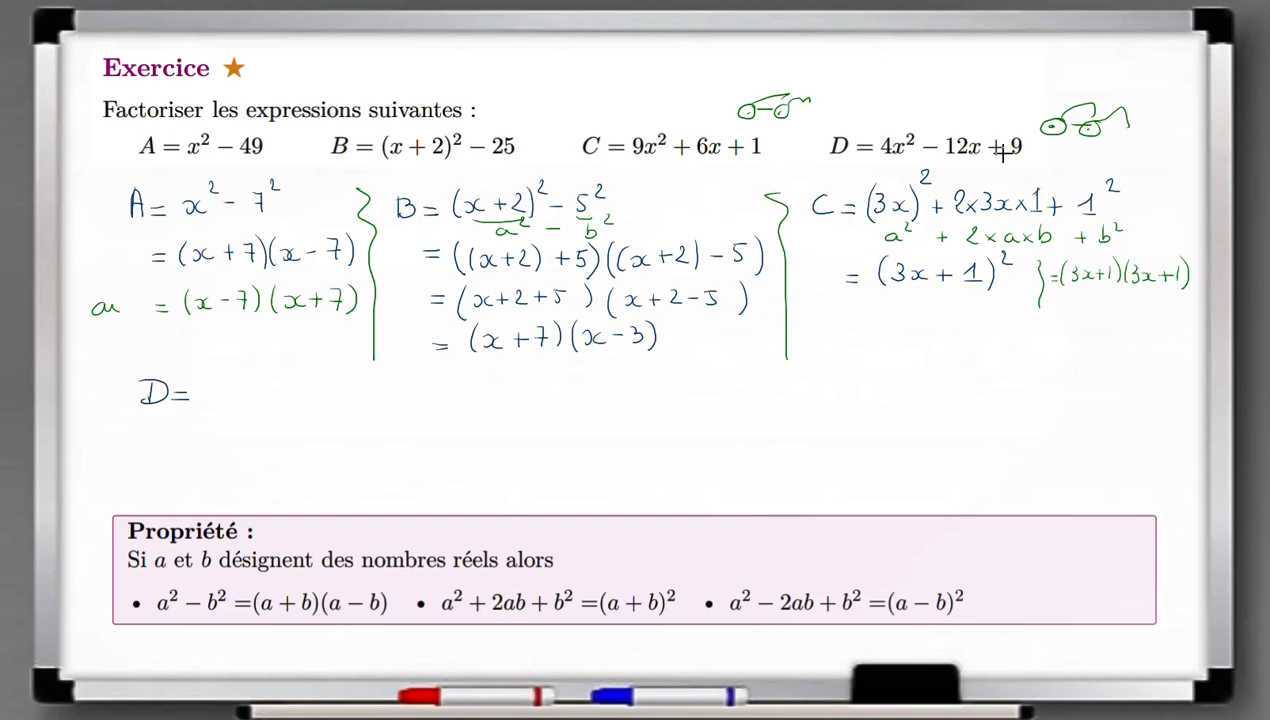 Exercice
Factoriser les expressions suivantes :
A = x² − 49 B = (x + 2)² − 25 C = 9x² + 6x + 1 D = 4x² − 12x + 9
A = x² - 7²
= (x + 7)(x - 7)
ou = (x - 7)(x + 7)
B = (x + 2)² - 5²
a² - b²
= ((x+2) + 5)((x+2) - 5)
= (x+2+5)(x+2-5)
= (x+7)(x-3)
C = (3x)² + 2×3x×1 + 1²
a² + 2×a×b + b²
= (3x + 1)² } =(3x+1)(3x+1)
D =
Propriété :
Si a et b désignent des nombres réels alors
• a² − b² =(a + b)(a − b) • a² + 2ab + b² =(a + b)² • a² − 2ab + b² =(a − b)²